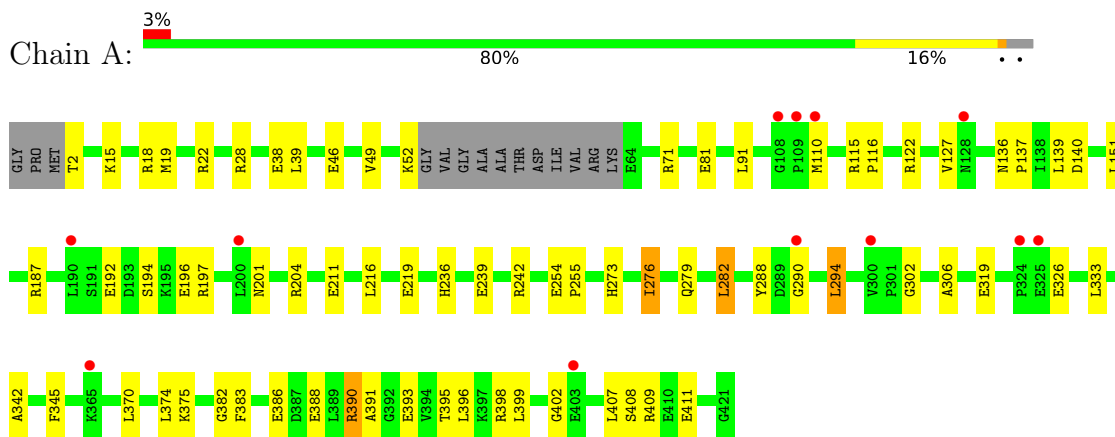 3%
Chain A:
80% 16% • •
GLY PRO MET T2 K15 R18 M19 R22 R28 E38 L39 E46 V49 K52 GLY VAL GLY ALA ALA THR ASP ILE VAL ARG LYS E64 R71 E81 L91 G108 P109 M110 R115 P116 R122 V127 N128 N136 P137 I138 L139 D140 L151
R187 L190 S191 E192 D193 S194 K195 E196 R197 L200 N201 R204 E211 L216 E219 H236 E239 R242 E254 P255 H273 I276 Q279 L282 Y288 D289 G290 L294 V300 P301 G302 A306 E319 P324 E325 E326 L333
A342 F345 K365 L370 L374 K375 G382 F383 E386 D387 E388 L389 R390 A391 G392 E393 V394 T395 L396 K397 R398 L399 G402 E403 L407 S408 R409 E410 E411 G421